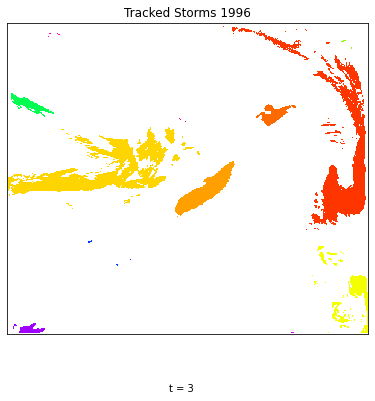 Tracked Storms 1996
t = 3